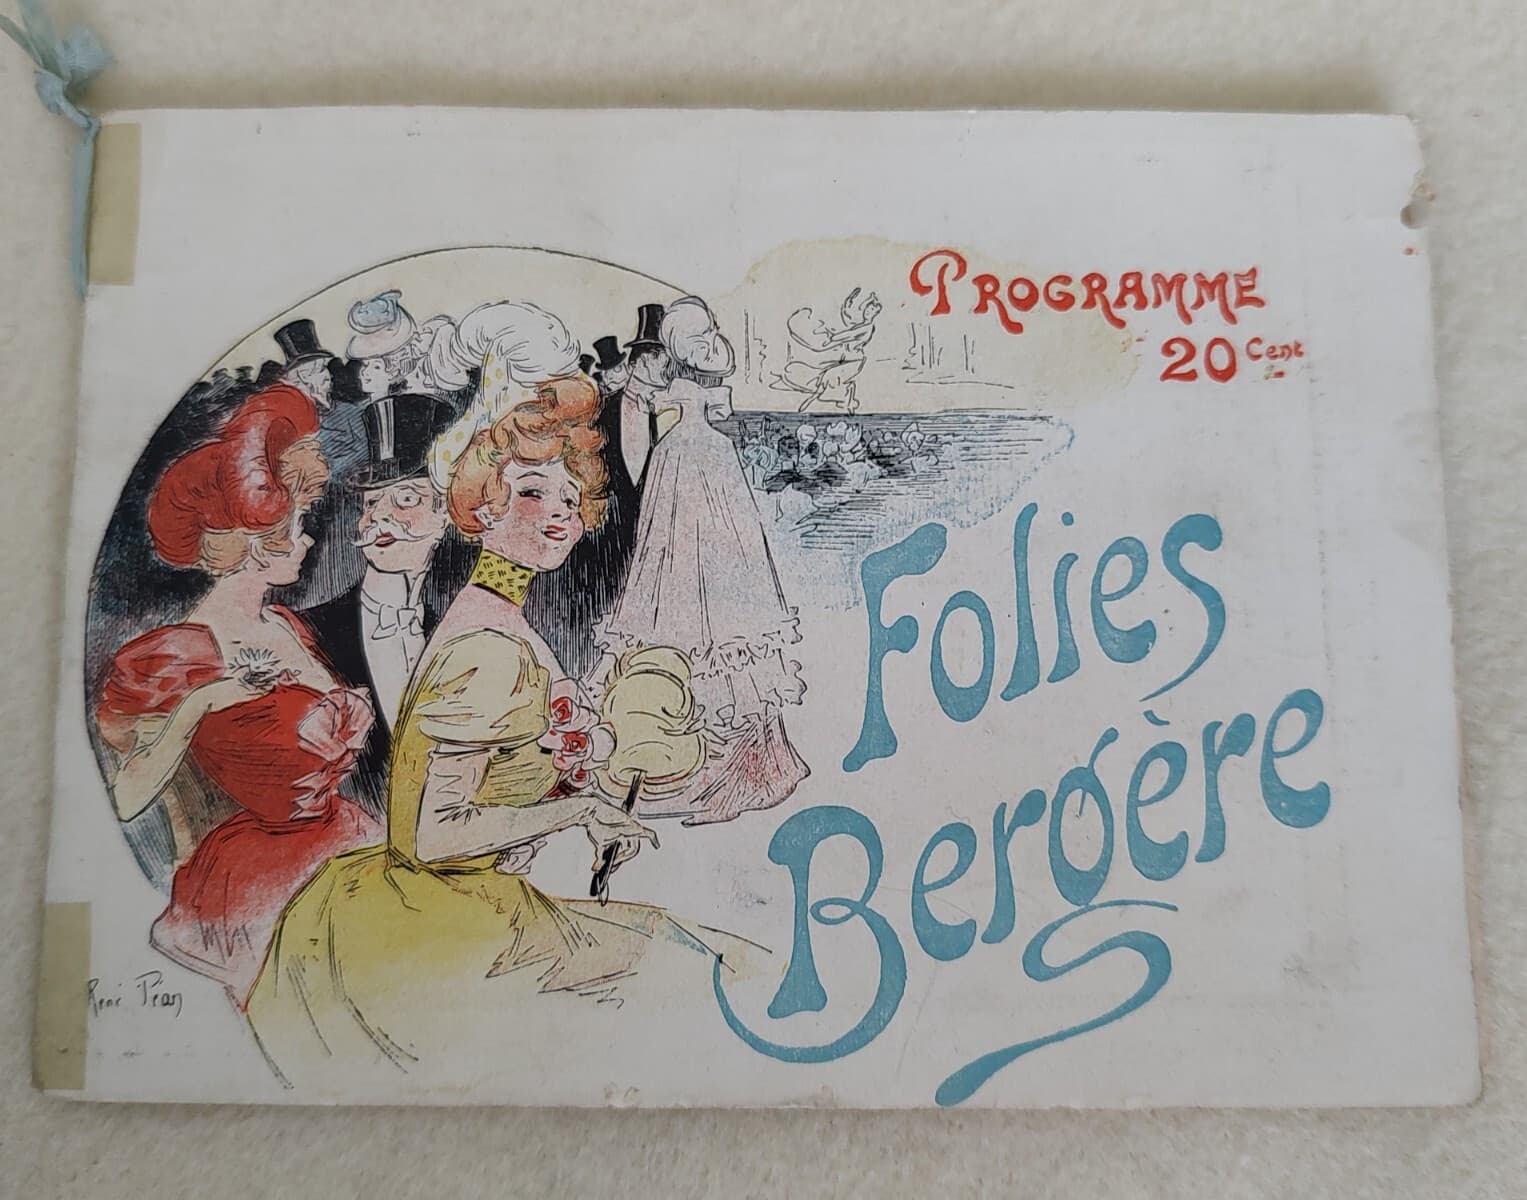 PROGRAMME
20 Cent
Folies
Bergère
René Péan